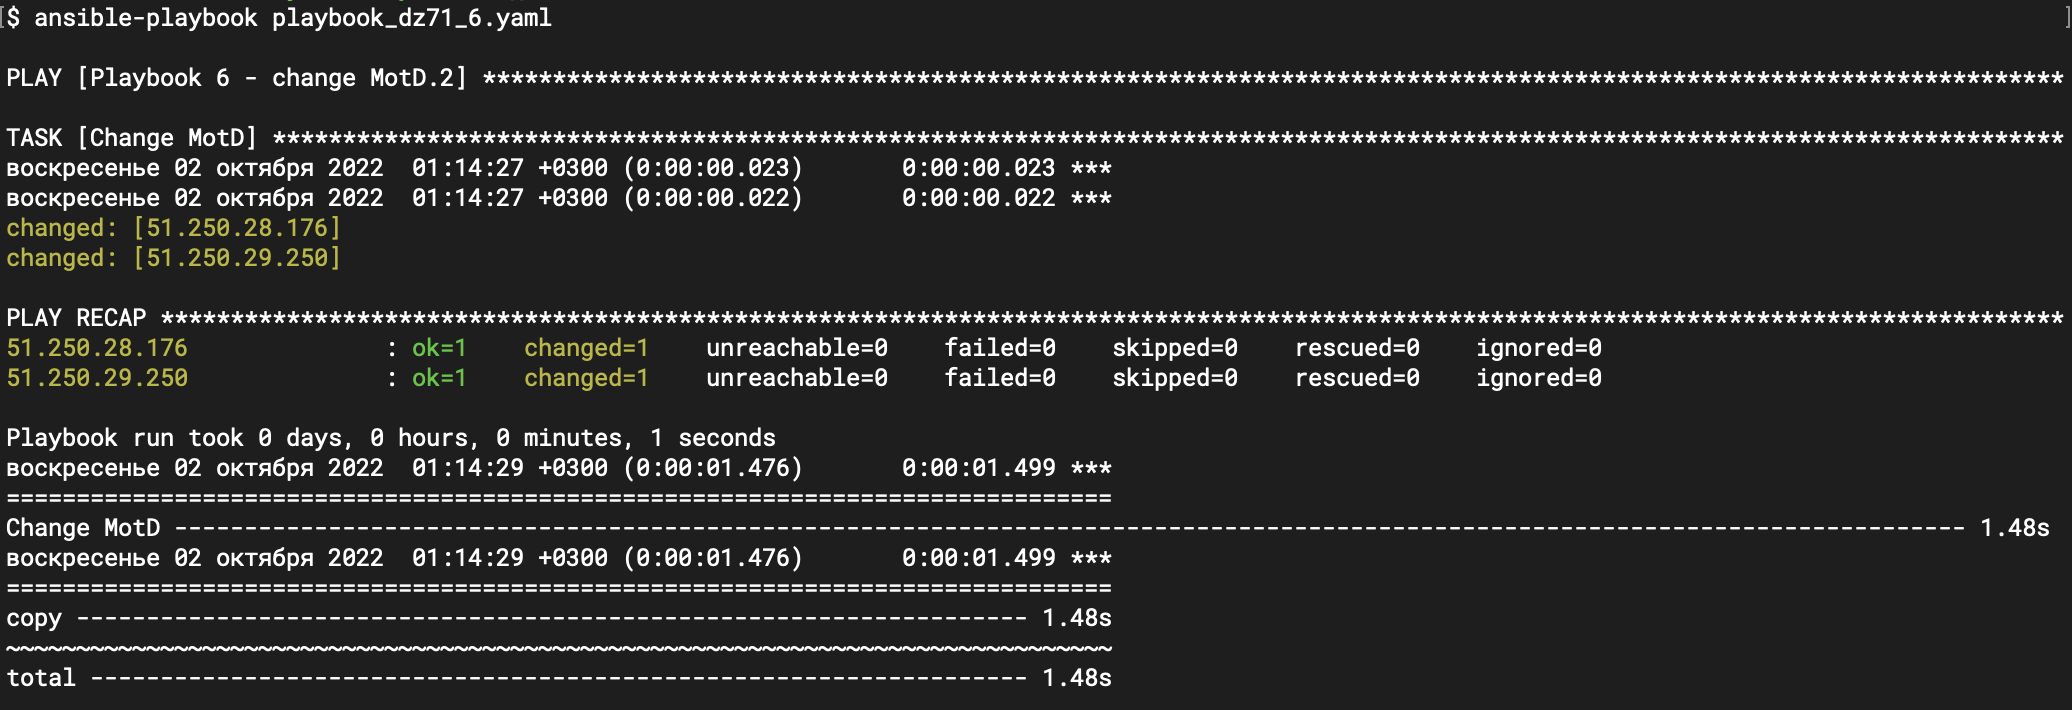 [$ ansible-playbook playbook_dz71_6.yaml ]
PLAY [Playbook 6 - change MotD.2] *****************************************************************************************************************
TASK [Change MotD] ********************************************************************************************************************************
воскресенье 02 октября 2022  01:14:27 +0300 (0:00:00.023)       0:00:00.023 ***
воскресенье 02 октября 2022  01:14:27 +0300 (0:00:00.022)       0:00:00.022 ***
changed: [51.250.28.176]
changed: [51.250.29.250]
PLAY RECAP ****************************************************************************************************************************************
51.250.28.176              : ok=1    changed=1    unreachable=0    failed=0    skipped=0    rescued=0    ignored=0
51.250.29.250              : ok=1    changed=1    unreachable=0    failed=0    skipped=0    rescued=0    ignored=0
Playbook run took 0 days, 0 hours, 0 minutes, 1 seconds
воскресенье 02 октября 2022  01:14:29 +0300 (0:00:01.476)       0:00:01.499 ***
===============================================================================
Change MotD -------------------------------------------------------------------------------------------------------------------------------- 1.48s
воскресенье 02 октября 2022  01:14:29 +0300 (0:00:01.476)       0:00:01.499 ***
===============================================================================
copy -------------------------------------------------------------------- 1.48s
~~~~~~~~~~~~~~~~~~~~~~~~~~~~~~~~~~~~~~~~~~~~~~~~~~~~~~~~~~~~~~~~~~~~~~~~~~~~~~~
total ------------------------------------------------------------------- 1.48s